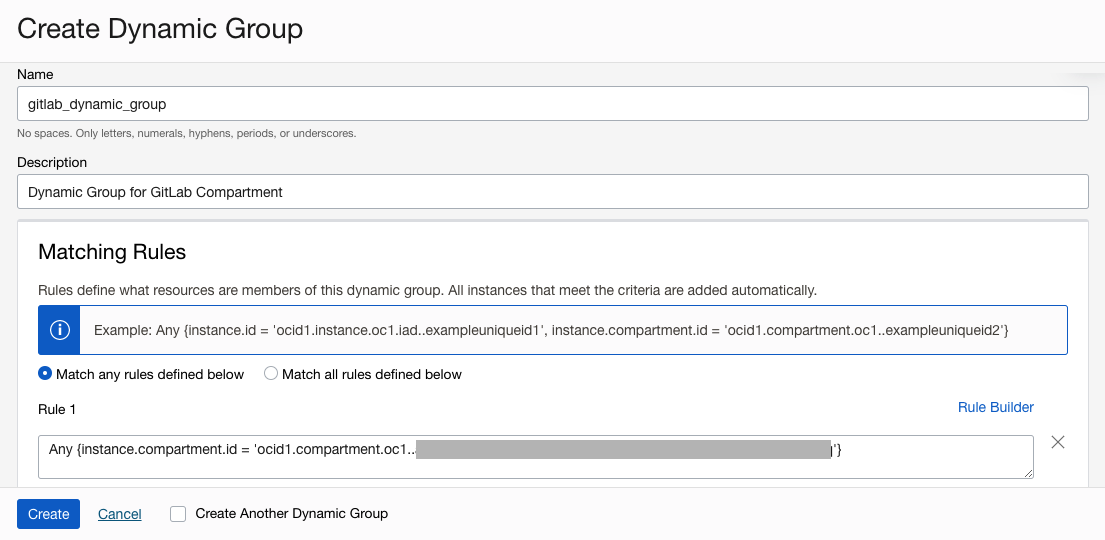 Create Dynamic Group
Name
gitlab_dynamic_group
No spaces. Only letters, numerals, hyphens, periods, or underscores.
Description
Dynamic Group for GitLab Compartment
Matching Rules
Rules define what resources are members of this dynamic group. All instances that meet the criteria are added automatically.
Example: Any {instance.id = 'ocid1.instance.oc1.iad..exampleuniqueid1', instance.compartment.id = 'ocid1.compartment.oc1..exampleuniqueid2'}
Match any rules defined below Match all rules defined below
Rule 1 Rule Builder
Any {instance.compartment.id = 'ocid1.compartment.oc1.. '}
Create Cancel Create Another Dynamic Group